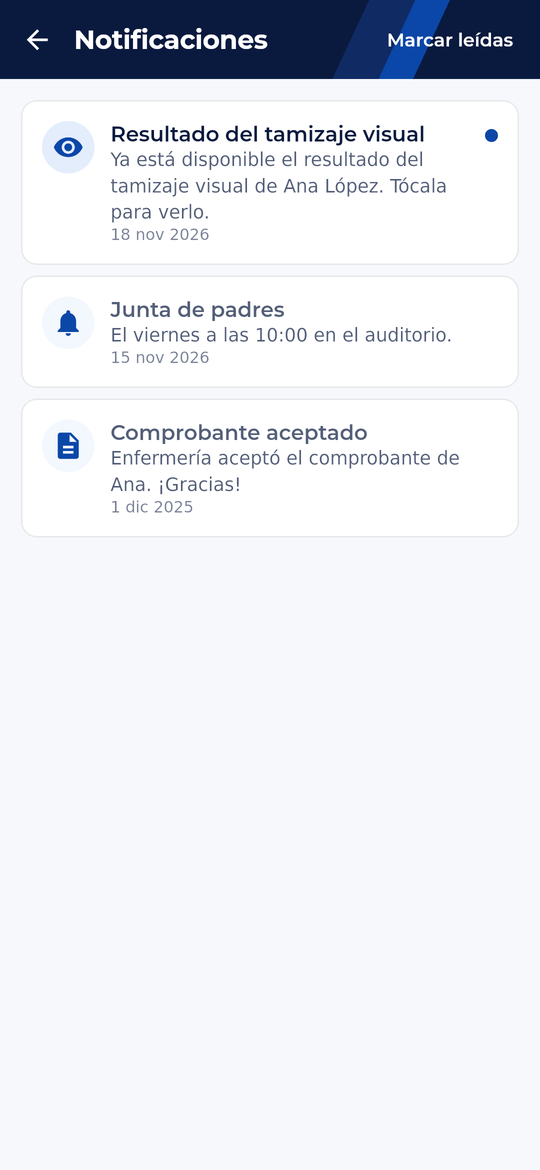 Notificaciones
Marcar leídas
Resultado del tamizaje visual
Ya está disponible el resultado del
tamizaje visual de Ana López. Tócala
para verlo.
18 nov 2026
Junta de padres
El viernes a las 10:00 en el auditorio.
15 nov 2026
Comprobante aceptado
Enfermería aceptó el comprobante de
Ana. ¡Gracias!
1 dic 2025